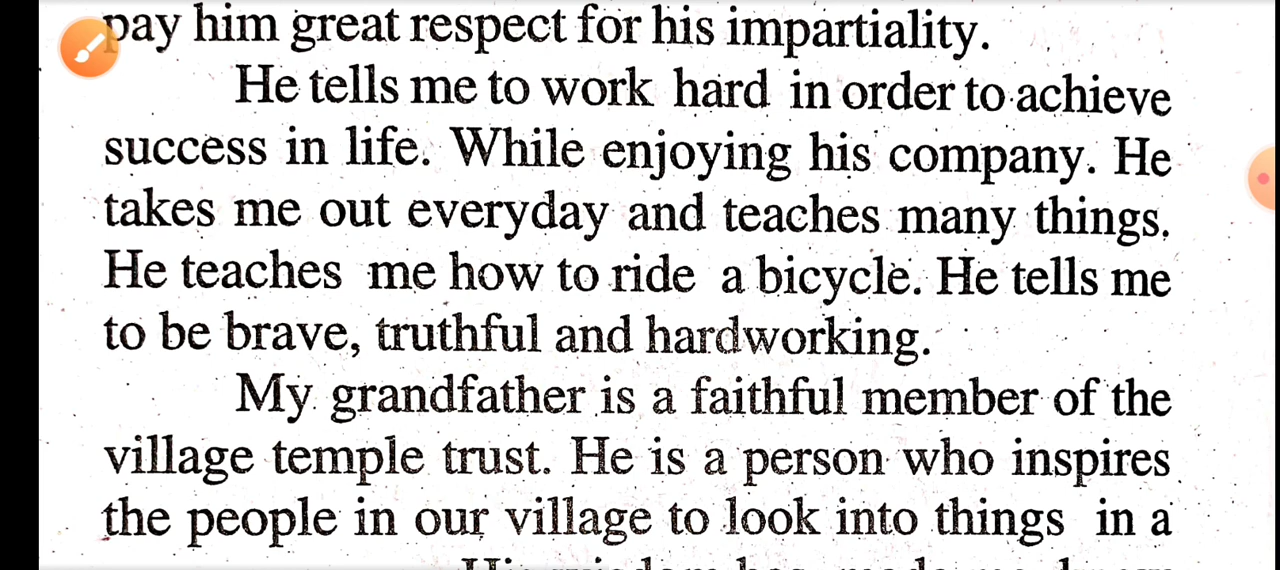 pay him great respect for his impartiality.
He tells me to work hard in order to achieve
success in life. While enjoying his company. He
takes me out everyday and teaches many things.
He teaches me how to ride a bicycle. He tells me
to be brave, truthful and hardworking.
My grandfather is a faithful member of the
village temple trust. He is a person who inspires
the people in our village to look into things in a